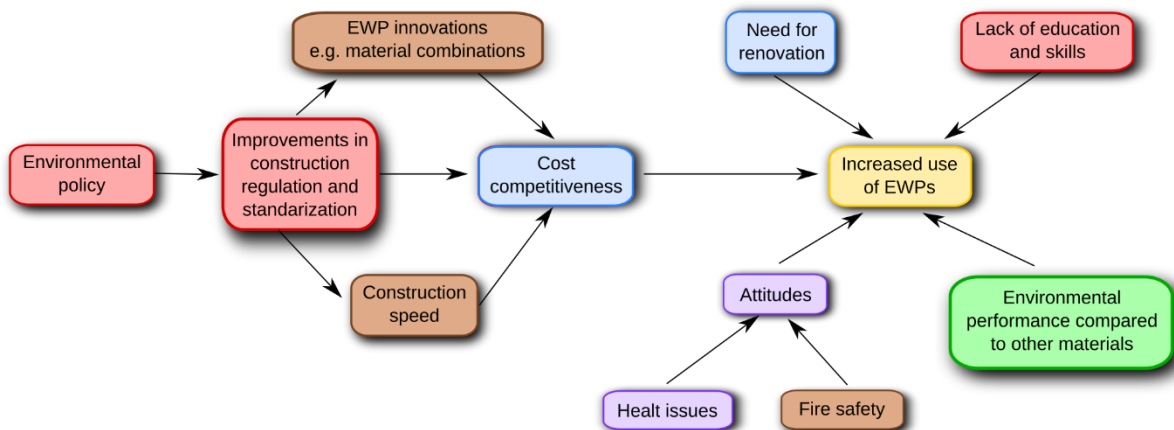 EWP innovations
e.g. material combinations
Need for
renovation
Lack of education
and skills
Environmental
policy
Improvements in
construction
regulation and
standarization
Cost
competitiveness
Increased use
of EWPs
Construction
speed
Attitudes
Environmental
performance compared
to other materials
Healt issues
Fire safety